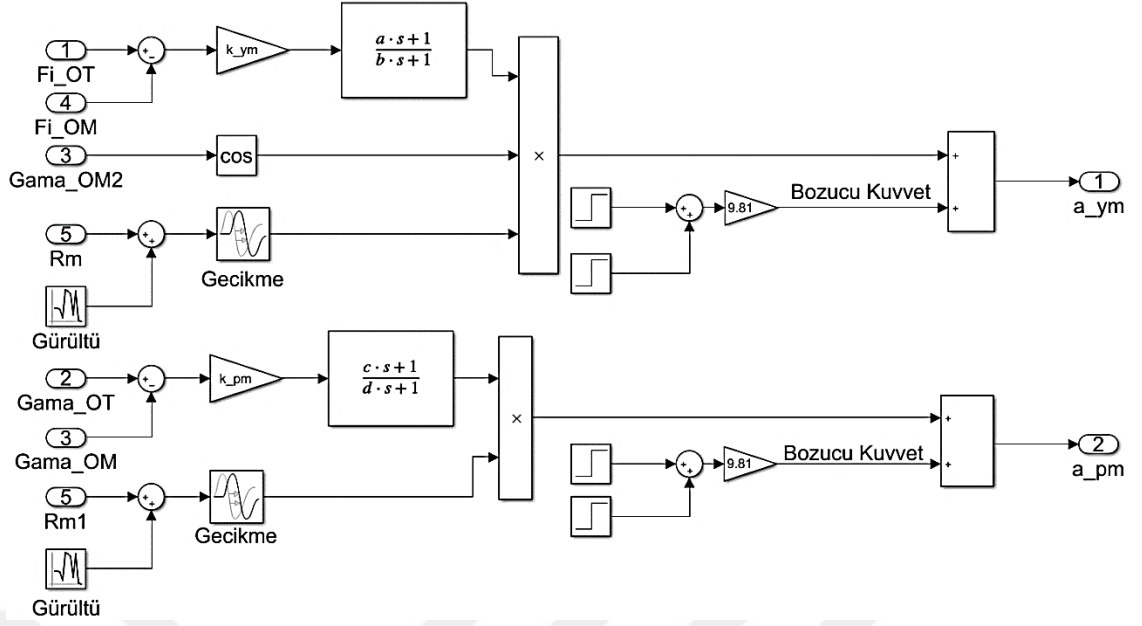 1
Fi_OT
4
Fi_OM
3
Gama_OM2
5
Rm
Gürültü
+
-
k_ym
a·s+1
b·s+1
cos
+
+
Gecikme
×
+
+
9.81
Bozucu Kuvvet
+
+
1
a_ym
2
Gama_OT
3
Gama_OM
5
Rm1
Gürültü
+
-
k_pm
c·s+1
d·s+1
+
+
Gecikme
×
+
+
9.81
Bozucu Kuvvet
+
+
2
a_pm